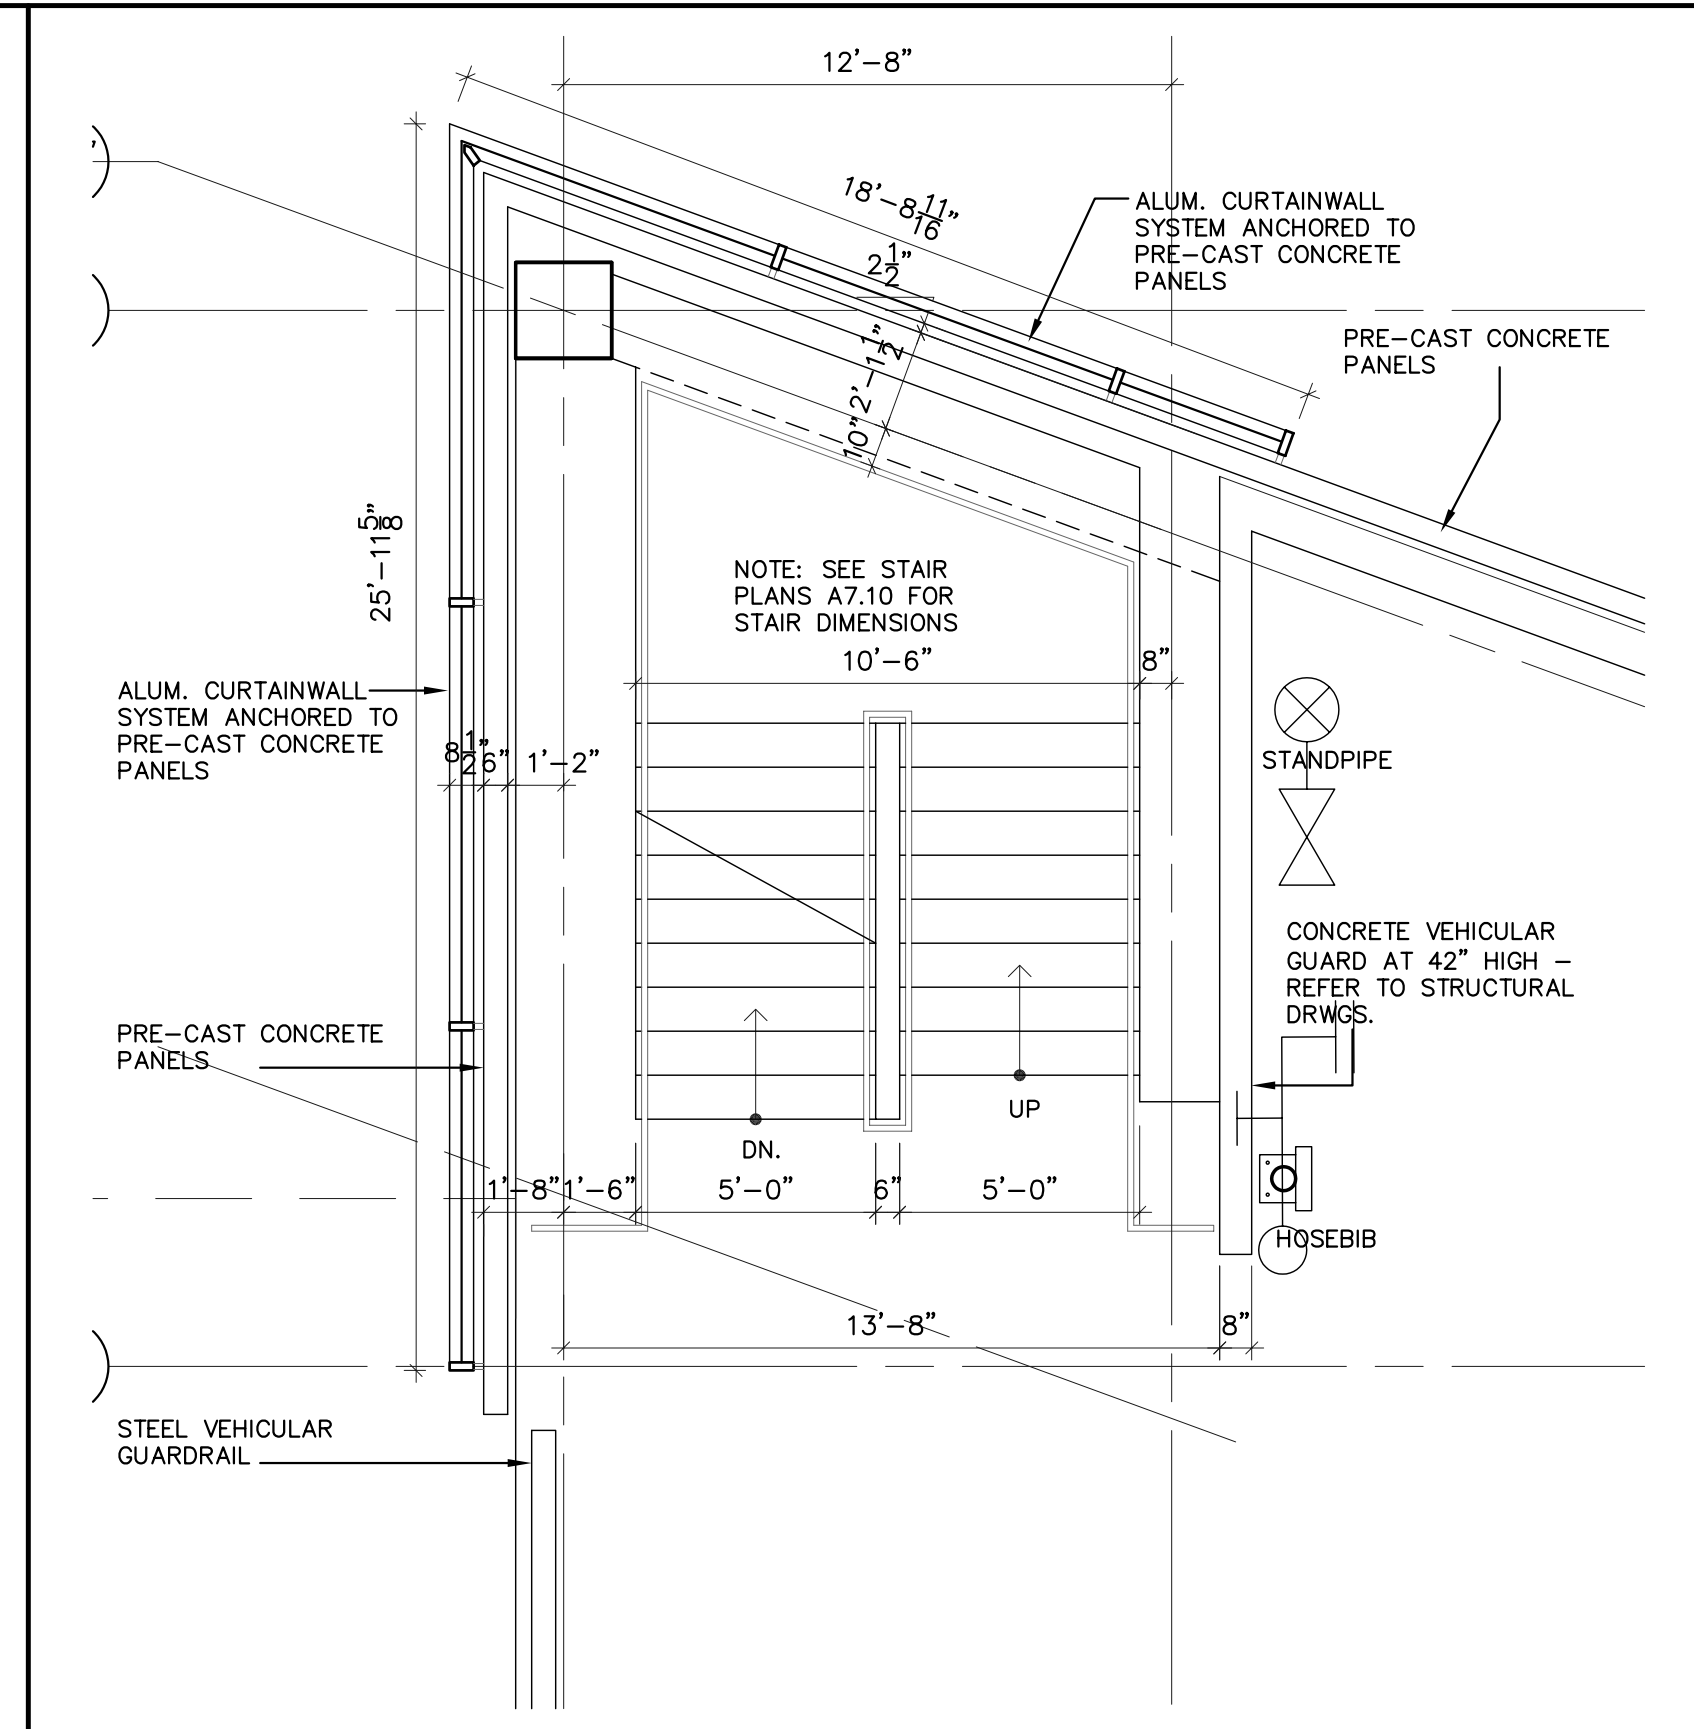 12'-8"
18'-8 11/16"
2 1/2"
ALUM. CURTAINWALL
SYSTEM ANCHORED TO
PRE-CAST CONCRETE
PANELS
PRE-CAST CONCRETE
PANELS
2'-1 1/2"
10"
25'-11 5/8"
NOTE: SEE STAIR
PLANS A7.10 FOR
STAIR DIMENSIONS
10'-6"
8"
ALUM. CURTAINWALL
SYSTEM ANCHORED TO
PRE-CAST CONCRETE
PANELS
8 1/2"
6"
1'-2"
STANDPIPE
CONCRETE VEHICULAR
GUARD AT 42" HIGH -
REFER TO STRUCTURAL
DRWGS.
PRE-CAST CONCRETE
PANELS
UP
DN.
1'-8"
1'-6"
5'-0"
6"
5'-0"
HOSEBIB
13'-8"
8"
STEEL VEHICULAR
GUARDRAIL